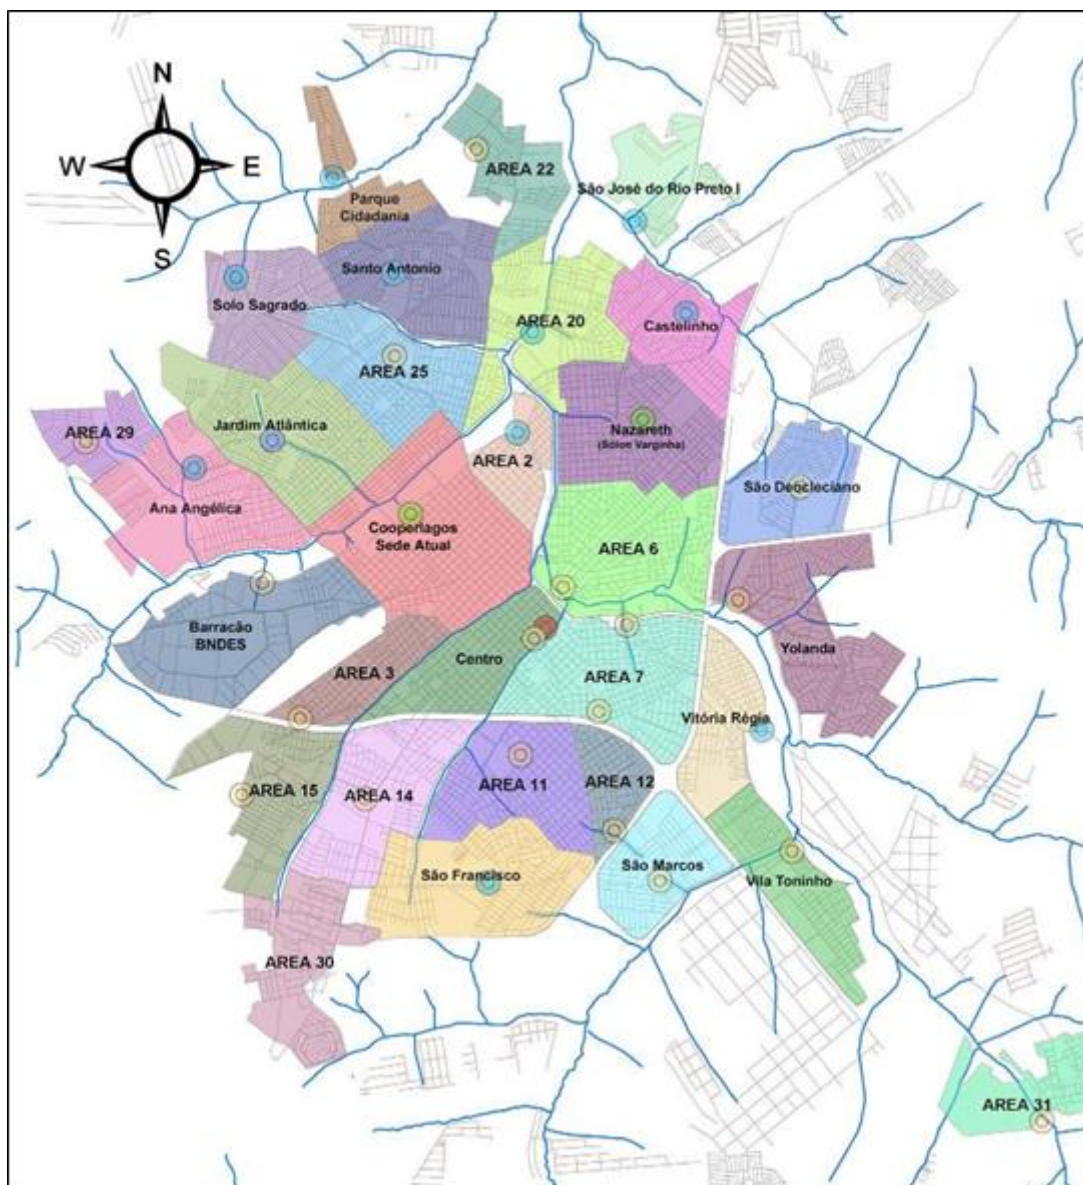 N
W E
S
AREA 22
São José do Rio Preto I
Parque
Cidadania
Santo Antonio
Solo Sagrado
AREA 20
Castelinho
AREA 25
Jardim Atlântica
AREA 29
Nazareth
(Sólon Varginha)
AREA 2
São Deocleciano
Ana Angélica
Cooperlagos
Sede Atual
AREA 6
Barracão
BNDES
Centro
Yolanda
AREA 3
AREA 7
Vitória Régia
AREA 15
AREA 14
AREA 11
AREA 12
São Francisco
São Marcos
Vila Toninho
AREA 30
AREA 31